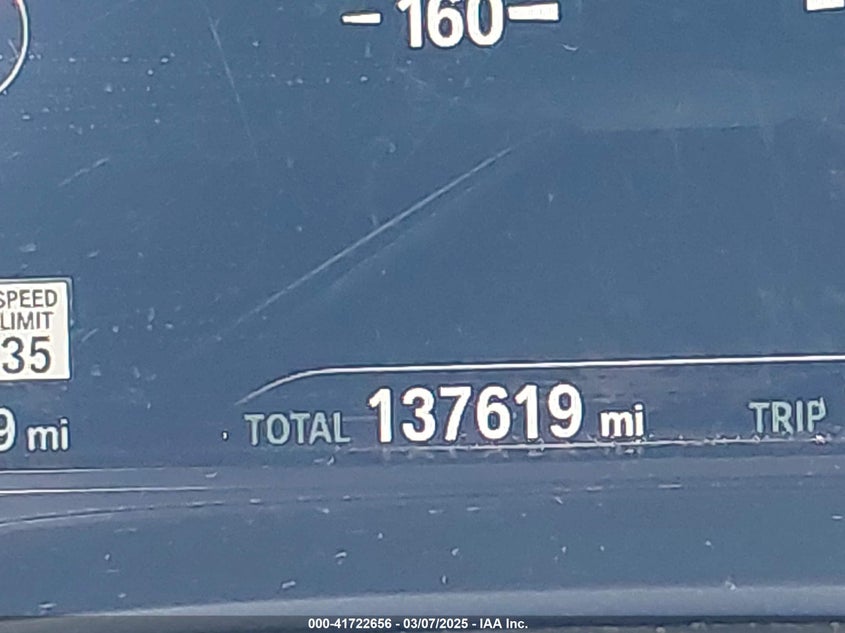 160
SPEED
LIMIT
35
9 mi
TOTAL 137619 mi
TRIP
000-41722656 - 03/07/2025 - IAA Inc.